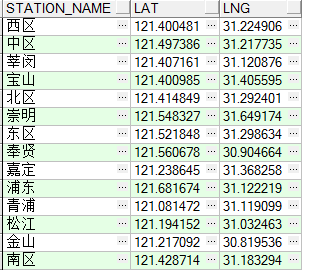 STATION_NAME LAT LNG
西区 ... 121.400481 ... 31.224906 ...
中区 ... 121.497386 ... 31.217735 ...
莘闵 ... 121.407161 ... 31.120876 ...
宝山 ... 121.400985 ... 31.405595 ...
北区 ... 121.414849 ... 31.292401 ...
崇明 ... 121.548327 ... 31.649174 ...
东区 ... 121.521848 ... 31.298634 ...
奉贤 ... 121.560678 ... 30.904664 ...
嘉定 ... 121.238645 ... 31.368258 ...
浦东 ... 121.681674 ... 31.122219 ...
青浦 ... 121.081472 ... 31.119099 ...
松江 ... 121.194152 ... 31.032463 ...
金山 ... 121.217092 ... 30.819536 ...
南区 ... 121.428714 ... 31.183294 ...